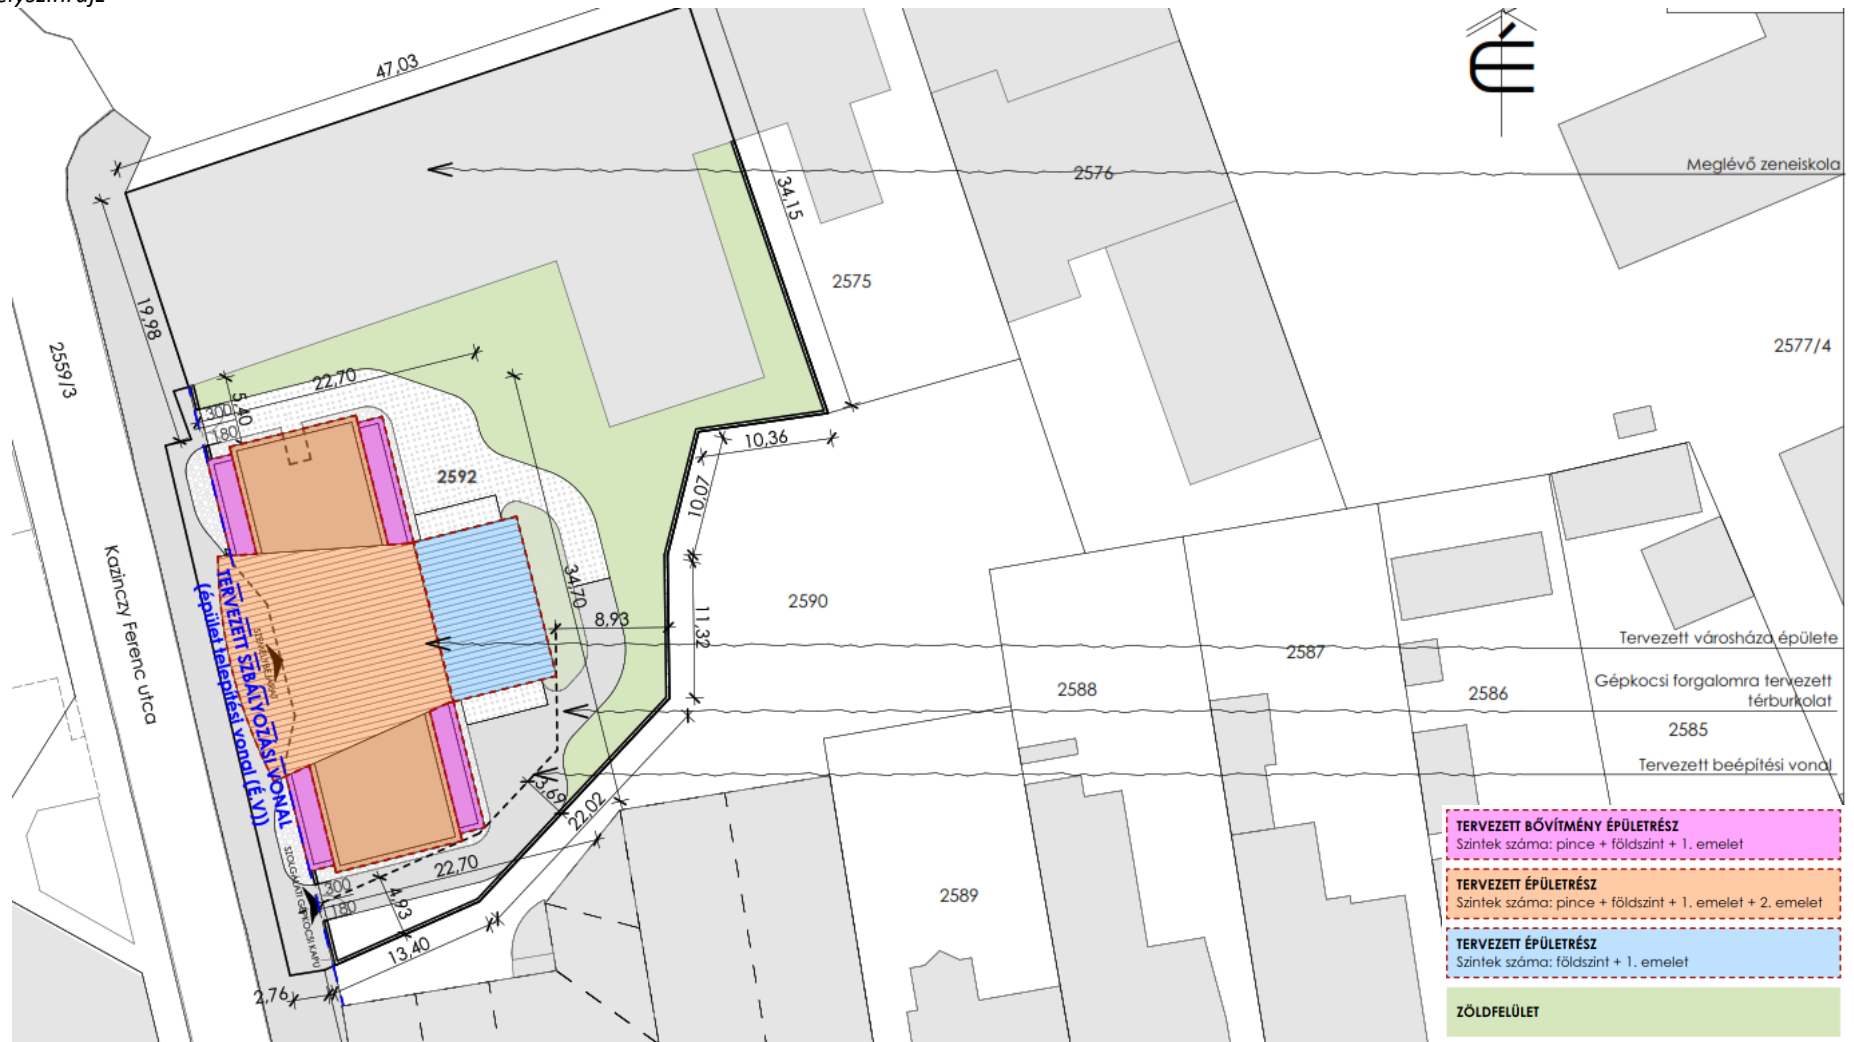 47,03
Meglévő zeneiskola
2576
34,15
2575
19,98
2577/4
2559/3
22,70
5,40
300
180
10,36
2592
10,07
34,70
8,93
11,32
2590
Kazinczy Ferenc utca
TERVEZETT SZBÁLYOZÁSI VONAL
(épület telepítési vonal (É.V))
SZEMÉLYBEJÁRAT
Tervezett városháza épülete
2587
Gépkocsi forgalomra tervezett
térburkolat
2588
2586
2585
Tervezett beépítési vonal
3,69
22,02
22,70
300
180
4,93
SZOLGÁLATI GÉPKOCSI KAPU
13,40
2,76
2589
TERVEZETT BŐVÍTMÉNY ÉPÜLETRÉSZ
Szintek száma: pince + földszint + 1. emelet
TERVEZETT ÉPÜLETRÉSZ
Szintek száma: pince + földszint + 1. emelet + 2. emelet
TERVEZETT ÉPÜLETRÉSZ
Szintek száma: földszint + 1. emelet
ZÖLDFELÜLET
É